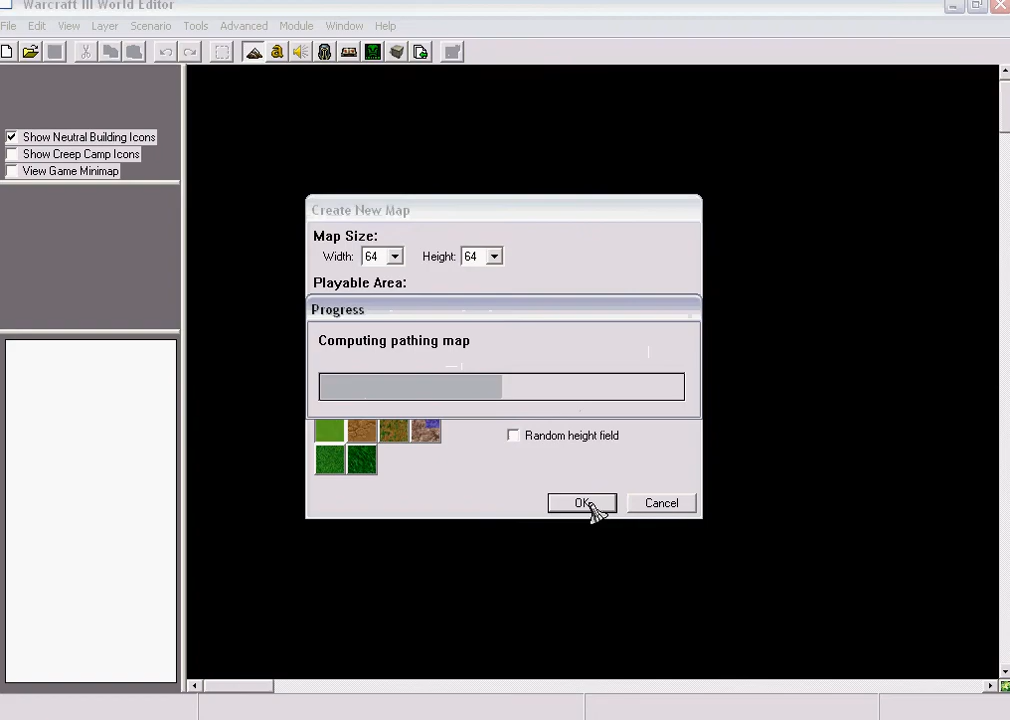 Warcraft III World Editor
File Edit View Layer Scenario Tools Advanced Module Window Help
Show Neutral Building Icons
Show Creep Camp Icons
View Game Minimap
Create New Map
Map Size:
Width: 64 Height: 64
Playable Area:
Progress
Computing pathing map
Random height field
OK Cancel